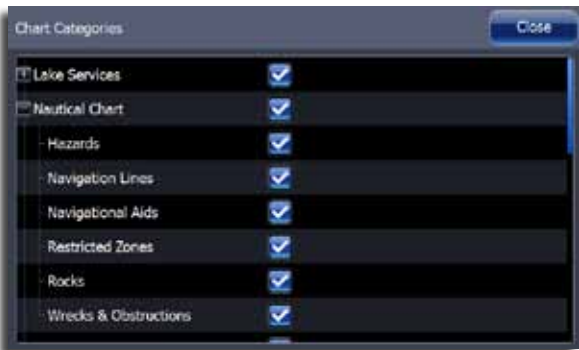 Chart Categories
Close
Lake Services
Nautical Chart
Hazards
Navigation Lines
Navigational Aids
Restricted Zones
Rocks
Wrecks & Obstructions